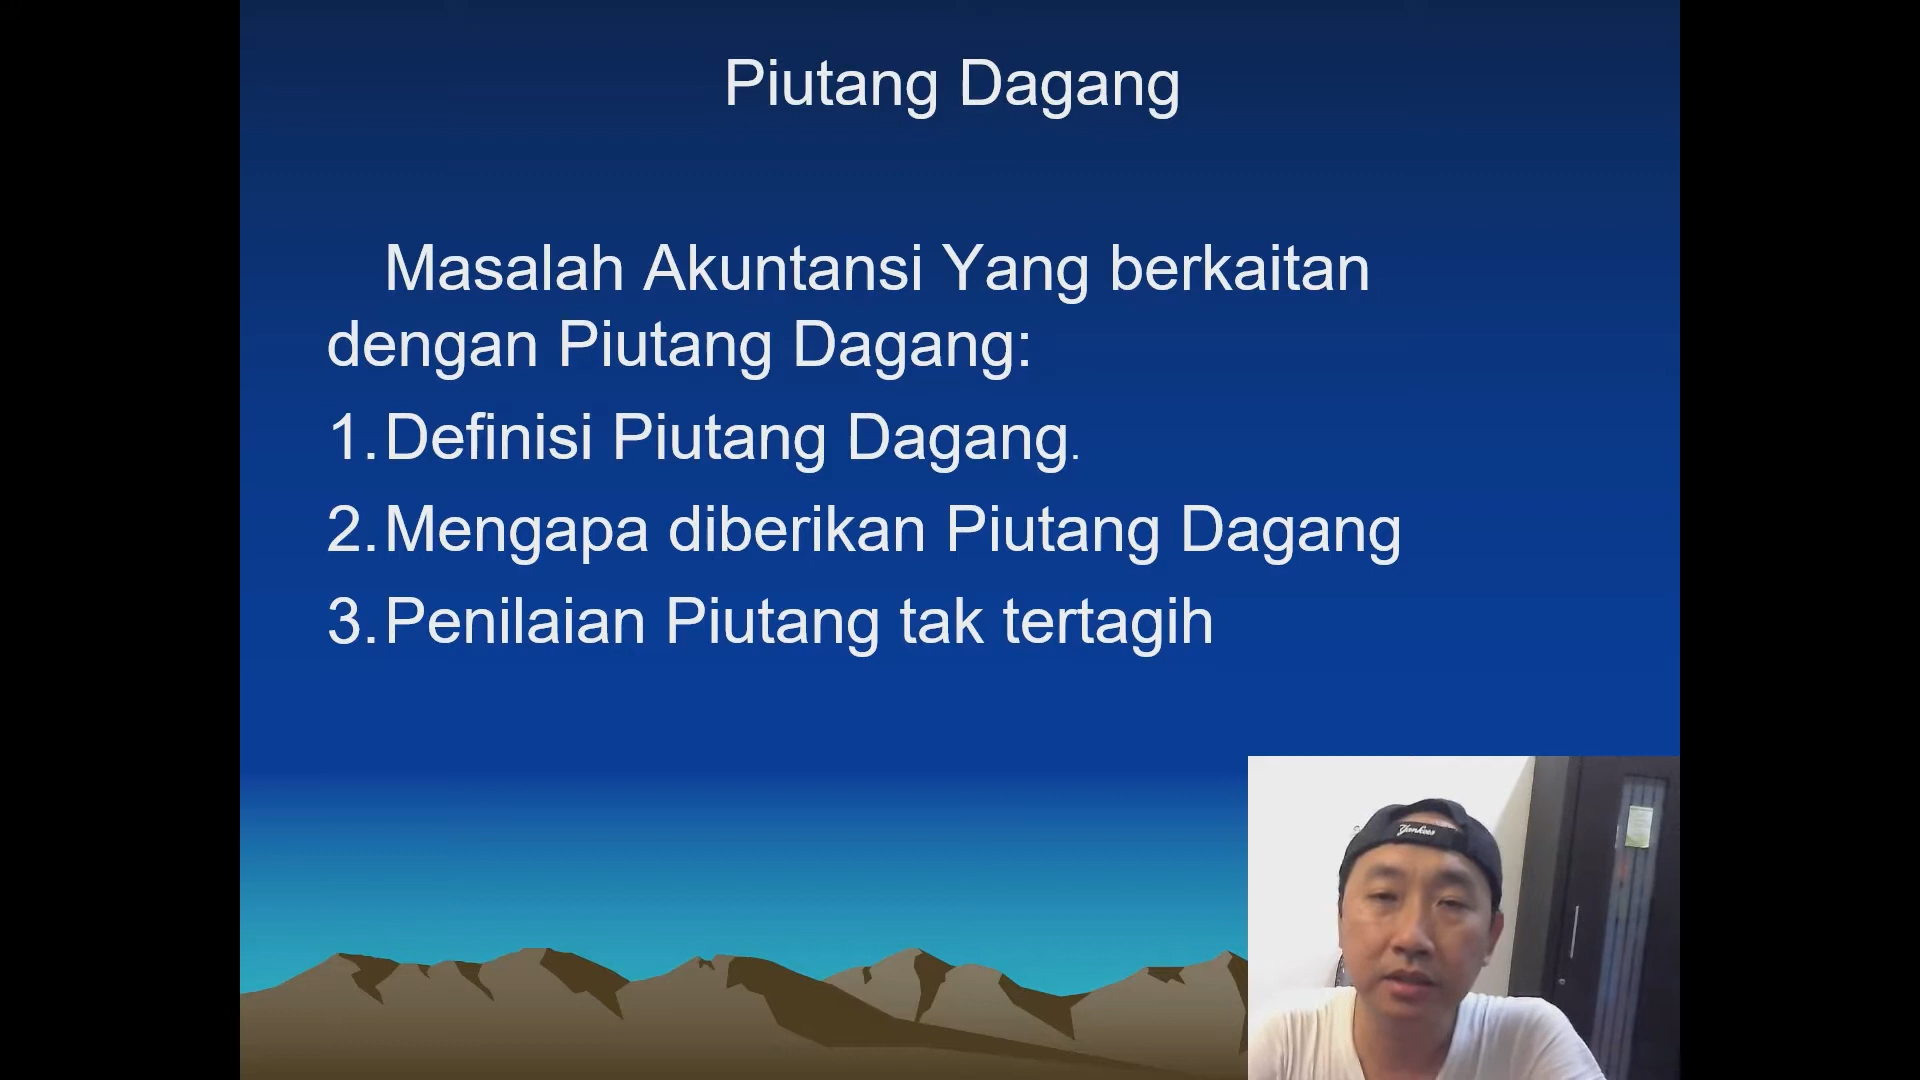 Piutang Dagang
Masalah Akuntansi Yang berkaitan
dengan Piutang Dagang:
1. Definisi Piutang Dagang.
2. Mengapa diberikan Piutang Dagang
3. Penilaian Piutang tak tertagih
Yankees